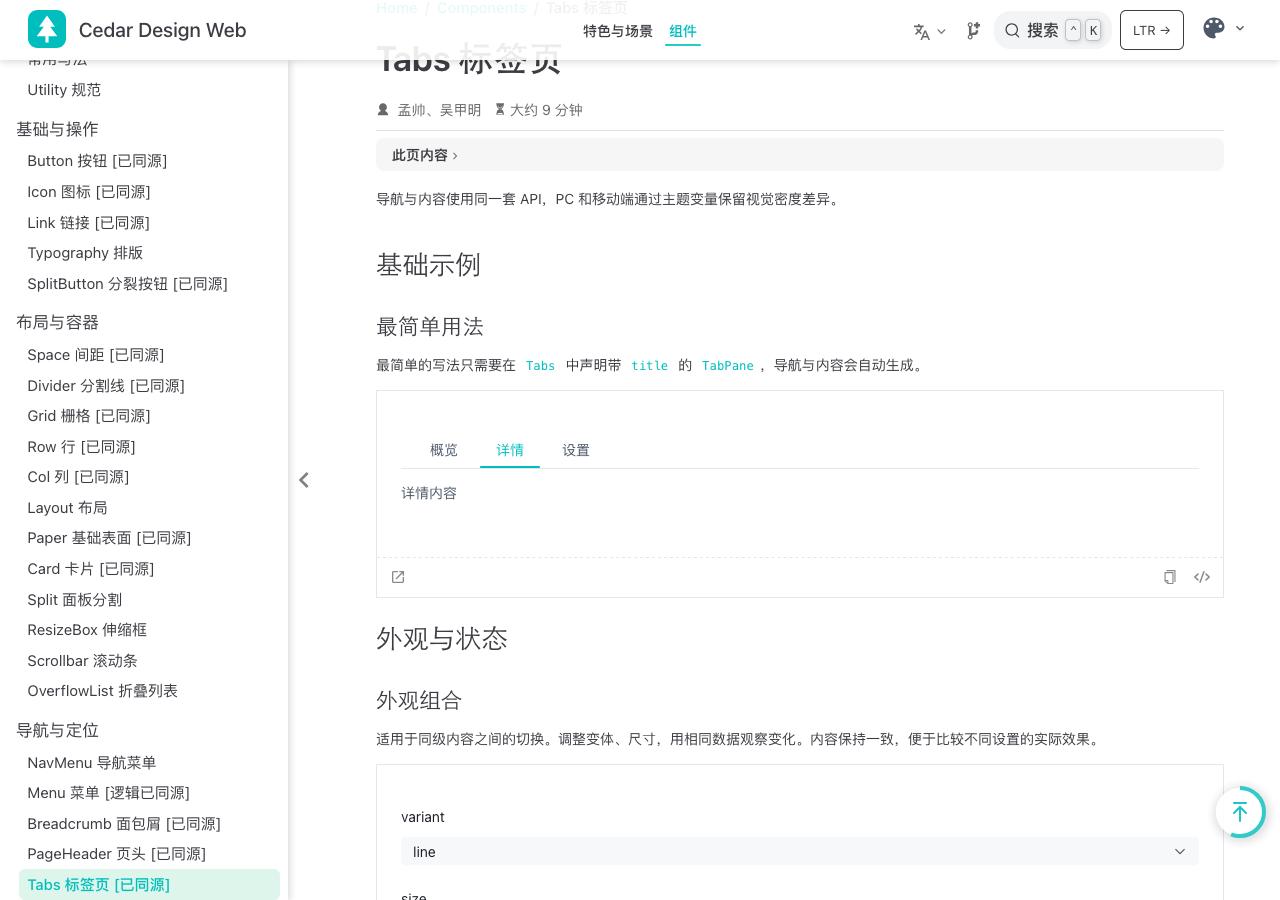 Cedar Design Web
特色与场景
组件
搜索 ^ K
LTR →
常用写法
Utility 规范
基础与操作
Button 按钮 [已同源]
Icon 图标 [已同源]
Link 链接 [已同源]
Typography 排版
SplitButton 分裂按钮 [已同源]
布局与容器
Space 间距 [已同源]
Divider 分割线 [已同源]
Grid 栅格 [已同源]
Row 行 [已同源]
Col 列 [已同源]
Layout 布局
Paper 基础表面 [已同源]
Card 卡片 [已同源]
Split 面板分割
ResizeBox 伸缩框
Scrollbar 滚动条
OverflowList 折叠列表
导航与定位
NavMenu 导航菜单
Menu 菜单 [逻辑已同源]
Breadcrumb 面包屑 [已同源]
PageHeader 页头 [已同源]
Tabs 标签页 [已同源]
Home / Components / Tabs 标签页
Tabs 标签页
孟帅、吴甲明 大约 9 分钟
此页内容
导航与内容使用同一套 API，PC 和移动端通过主题变量保留视觉密度差异。
基础示例
最简单用法
最简单的写法只需要在 Tabs 中声明带 title 的 TabPane，导航与内容会自动生成。
概览 详情 设置
详情内容
外观与状态
外观组合
适用于同级内容之间的切换。调整变体、尺寸，用相同数据观察变化。内容保持一致，便于比较不同设置的实际效果。
variant
line
size